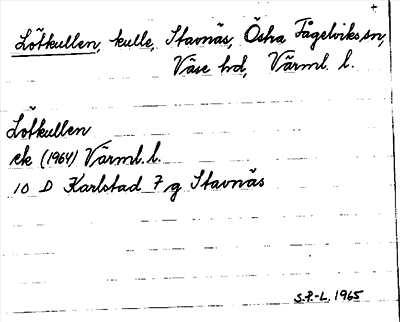 Lötkullen, kulle, Stavnäs, Östra Fågelviks sn,
Väse hd, Värml. l.
Lötkullen
ek (1964) Värml. l.
10 D Karlstad 7 g Stavnäs
S.P.-L. 1965